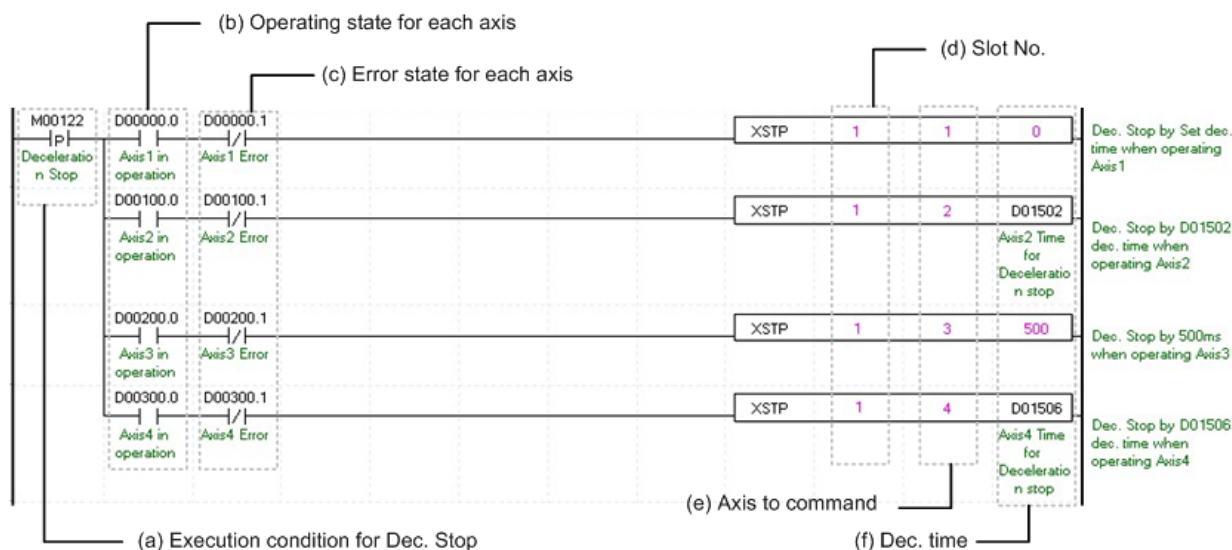 (b) Operating state for each axis
(d) Slot No.
(c) Error state for each axis
M00122
D00000.0
D00000.1
P
XSTP 1 1 0
Deceleratio
n Stop
Axis1 in
operation
Axis1 Error
Dec. Stop by Set dec.
time when operating
Axis1
D00100.0
D00100.1
XSTP 1 2 D01502
Axis2 in
operation
Axis2 Error
Axis2 Time
for
Deceleratio
n stop
Dec. Stop by D01502
dec. time when
operating Axis2
D00200.0
D00200.1
XSTP 1 3 500
Axis3 in
operation
Axis3 Error
Dec. Stop by 500ms
when operating Axis3
D00300.0
D00300.1
XSTP 1 4 D01506
Axis4 in
operation
Axis4 Error
Axis4 Time
for
Deceleratio
n stop
Dec. Stop by D01506
dec. time when
operating Axis4
(e) Axis to command
(a) Execution condition for Dec. Stop
(f) Dec. time